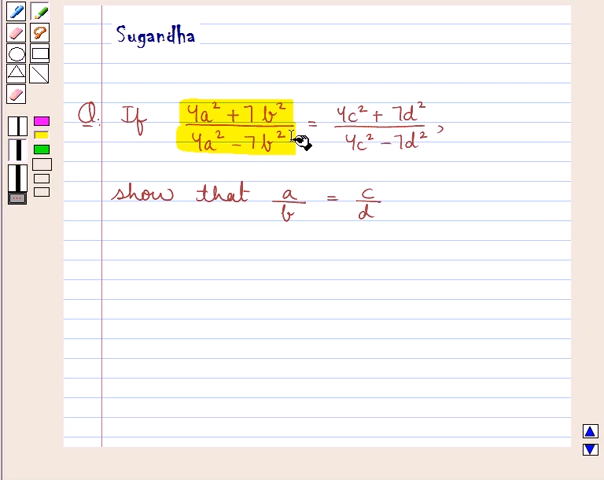 Sugandha
Q: If (4a² + 7b²)/(4a² - 7b²) = (4c² + 7d²)/(4c² - 7d²),
show that a/b = c/d